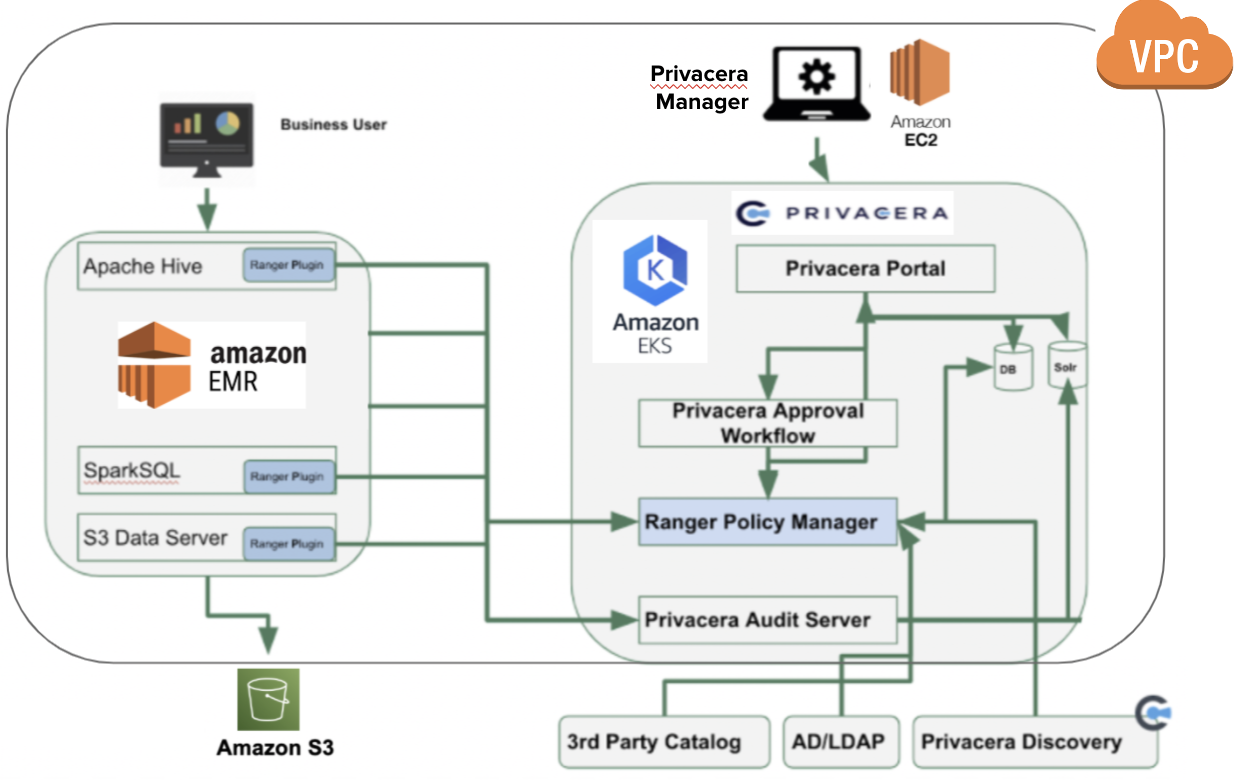 VPC
Privacera
Manager
Amazon
EC2
Business User
PRIVACERA
Apache Hive
Ranger Plugin
Privacera Portal
K
Amazon
EKS
amazon
EMR
DB
Solr
Privacera Approval
Workflow
SparkSQL
Ranger Plugin
Ranger Policy Manager
S3 Data Server
Ranger Plugin
Privacera Audit Server
Amazon S3
3rd Party Catalog
AD/LDAP
Privacera Discovery